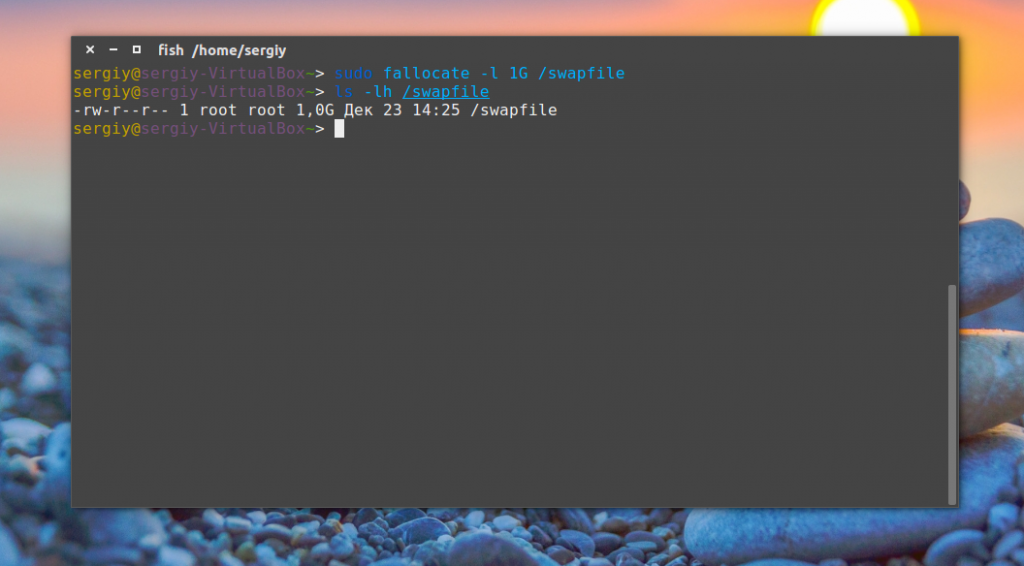 fish /home/sergiy
sergiy@sergiy-VirtualBox~> sudo fallocate -l 1G /swapfile
sergiy@sergiy-VirtualBox~> ls -lh /swapfile
-rw-r--r-- 1 root root 1,0G Дек 23 14:25 /swapfile
sergiy@sergiy-VirtualBox~>